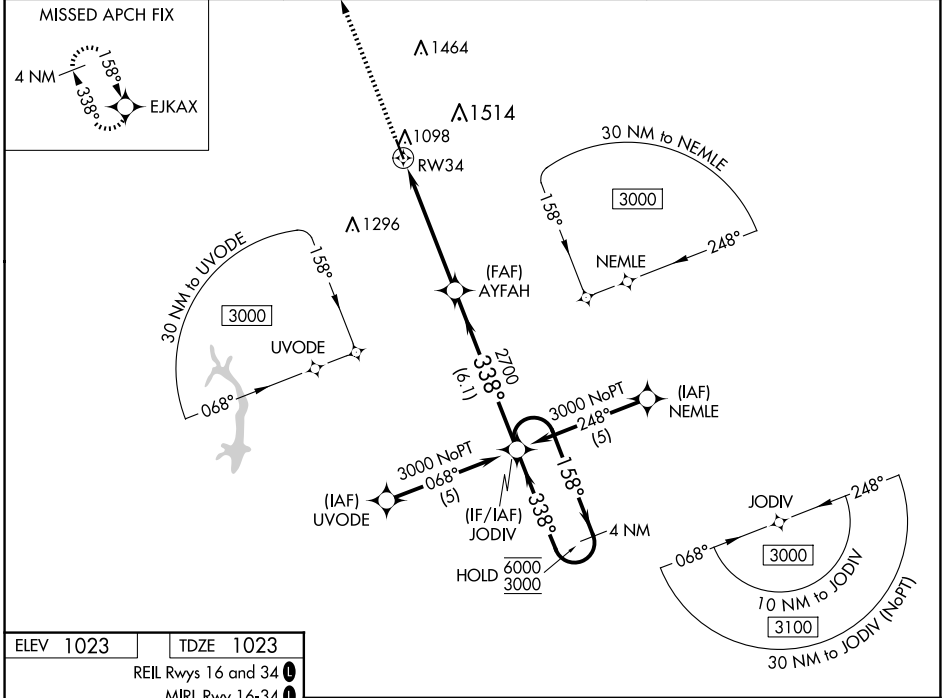 MISSED APCH FIX
4 NM
158°
338°
EJKAX
1464
1514
1098
RW34
1296
30 NM to NEMLE
3000
158°
248°
NEMLE
30 NM to UVODE
3000
158°
UVODE
068°
(FAF)
AYFAH
2700
338°
(6.1)
(IAF)
NEMLE
3000 NoPT
248°
(5)
3000 NoPT
068°
(5)
(IAF)
UVODE
(IF/IAF)
JODIV
338°
158°
4 NM
HOLD
6000
3000
JODIV
248°
068°
3000
10 NM to JODIV
3100
30 NM to JODIV (NoPT)
ELEV 1023
TDZE 1023
REIL Rwys 16 and 34 L
MIRL Rwy 16-34 L